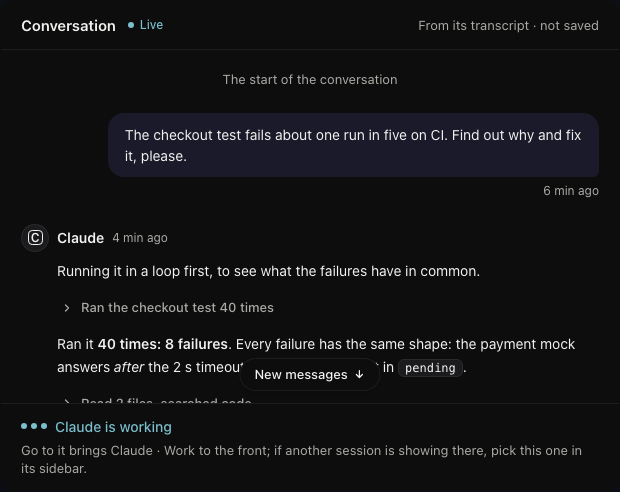 Conversation
Live
From its transcript · not saved
The start of the conversation
The checkout test fails about one run in five on CI. Find out why and fix
it, please.
6 min ago
C
Claude 4 min ago
Running it in a loop first, to see what the failures have in common.
Ran the checkout test 40 times
Ran it 40 times: 8 failures. Every failure has the same shape: the payment mock
answers after the 2 s timeout in pending.
New messages ↓
Claude is working
Go to it brings Claude · Work to the front; if another session is showing there, pick this one in
its sidebar.